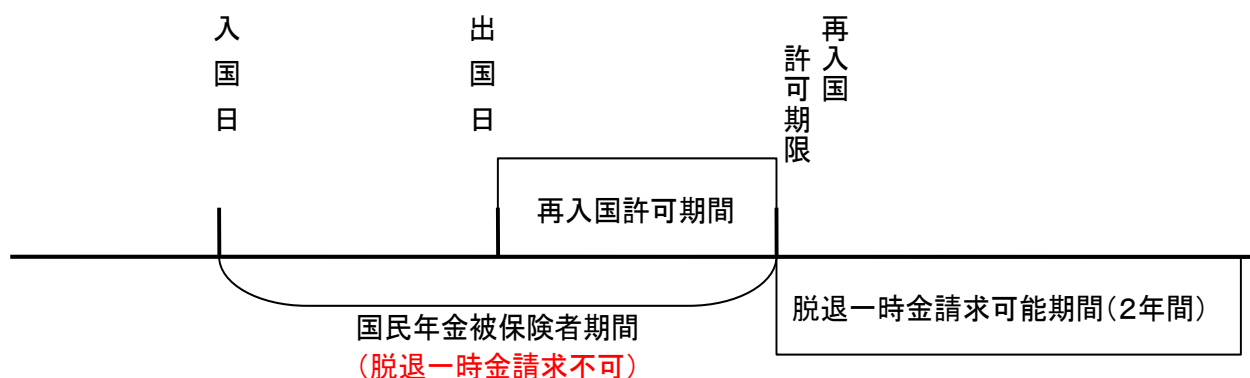 入国日
出国日
再入国
許可期限
再入国許可期間
国民年金被保険者期間
（脱退一時金請求不可）
脱退一時金請求可能期間（２年間）